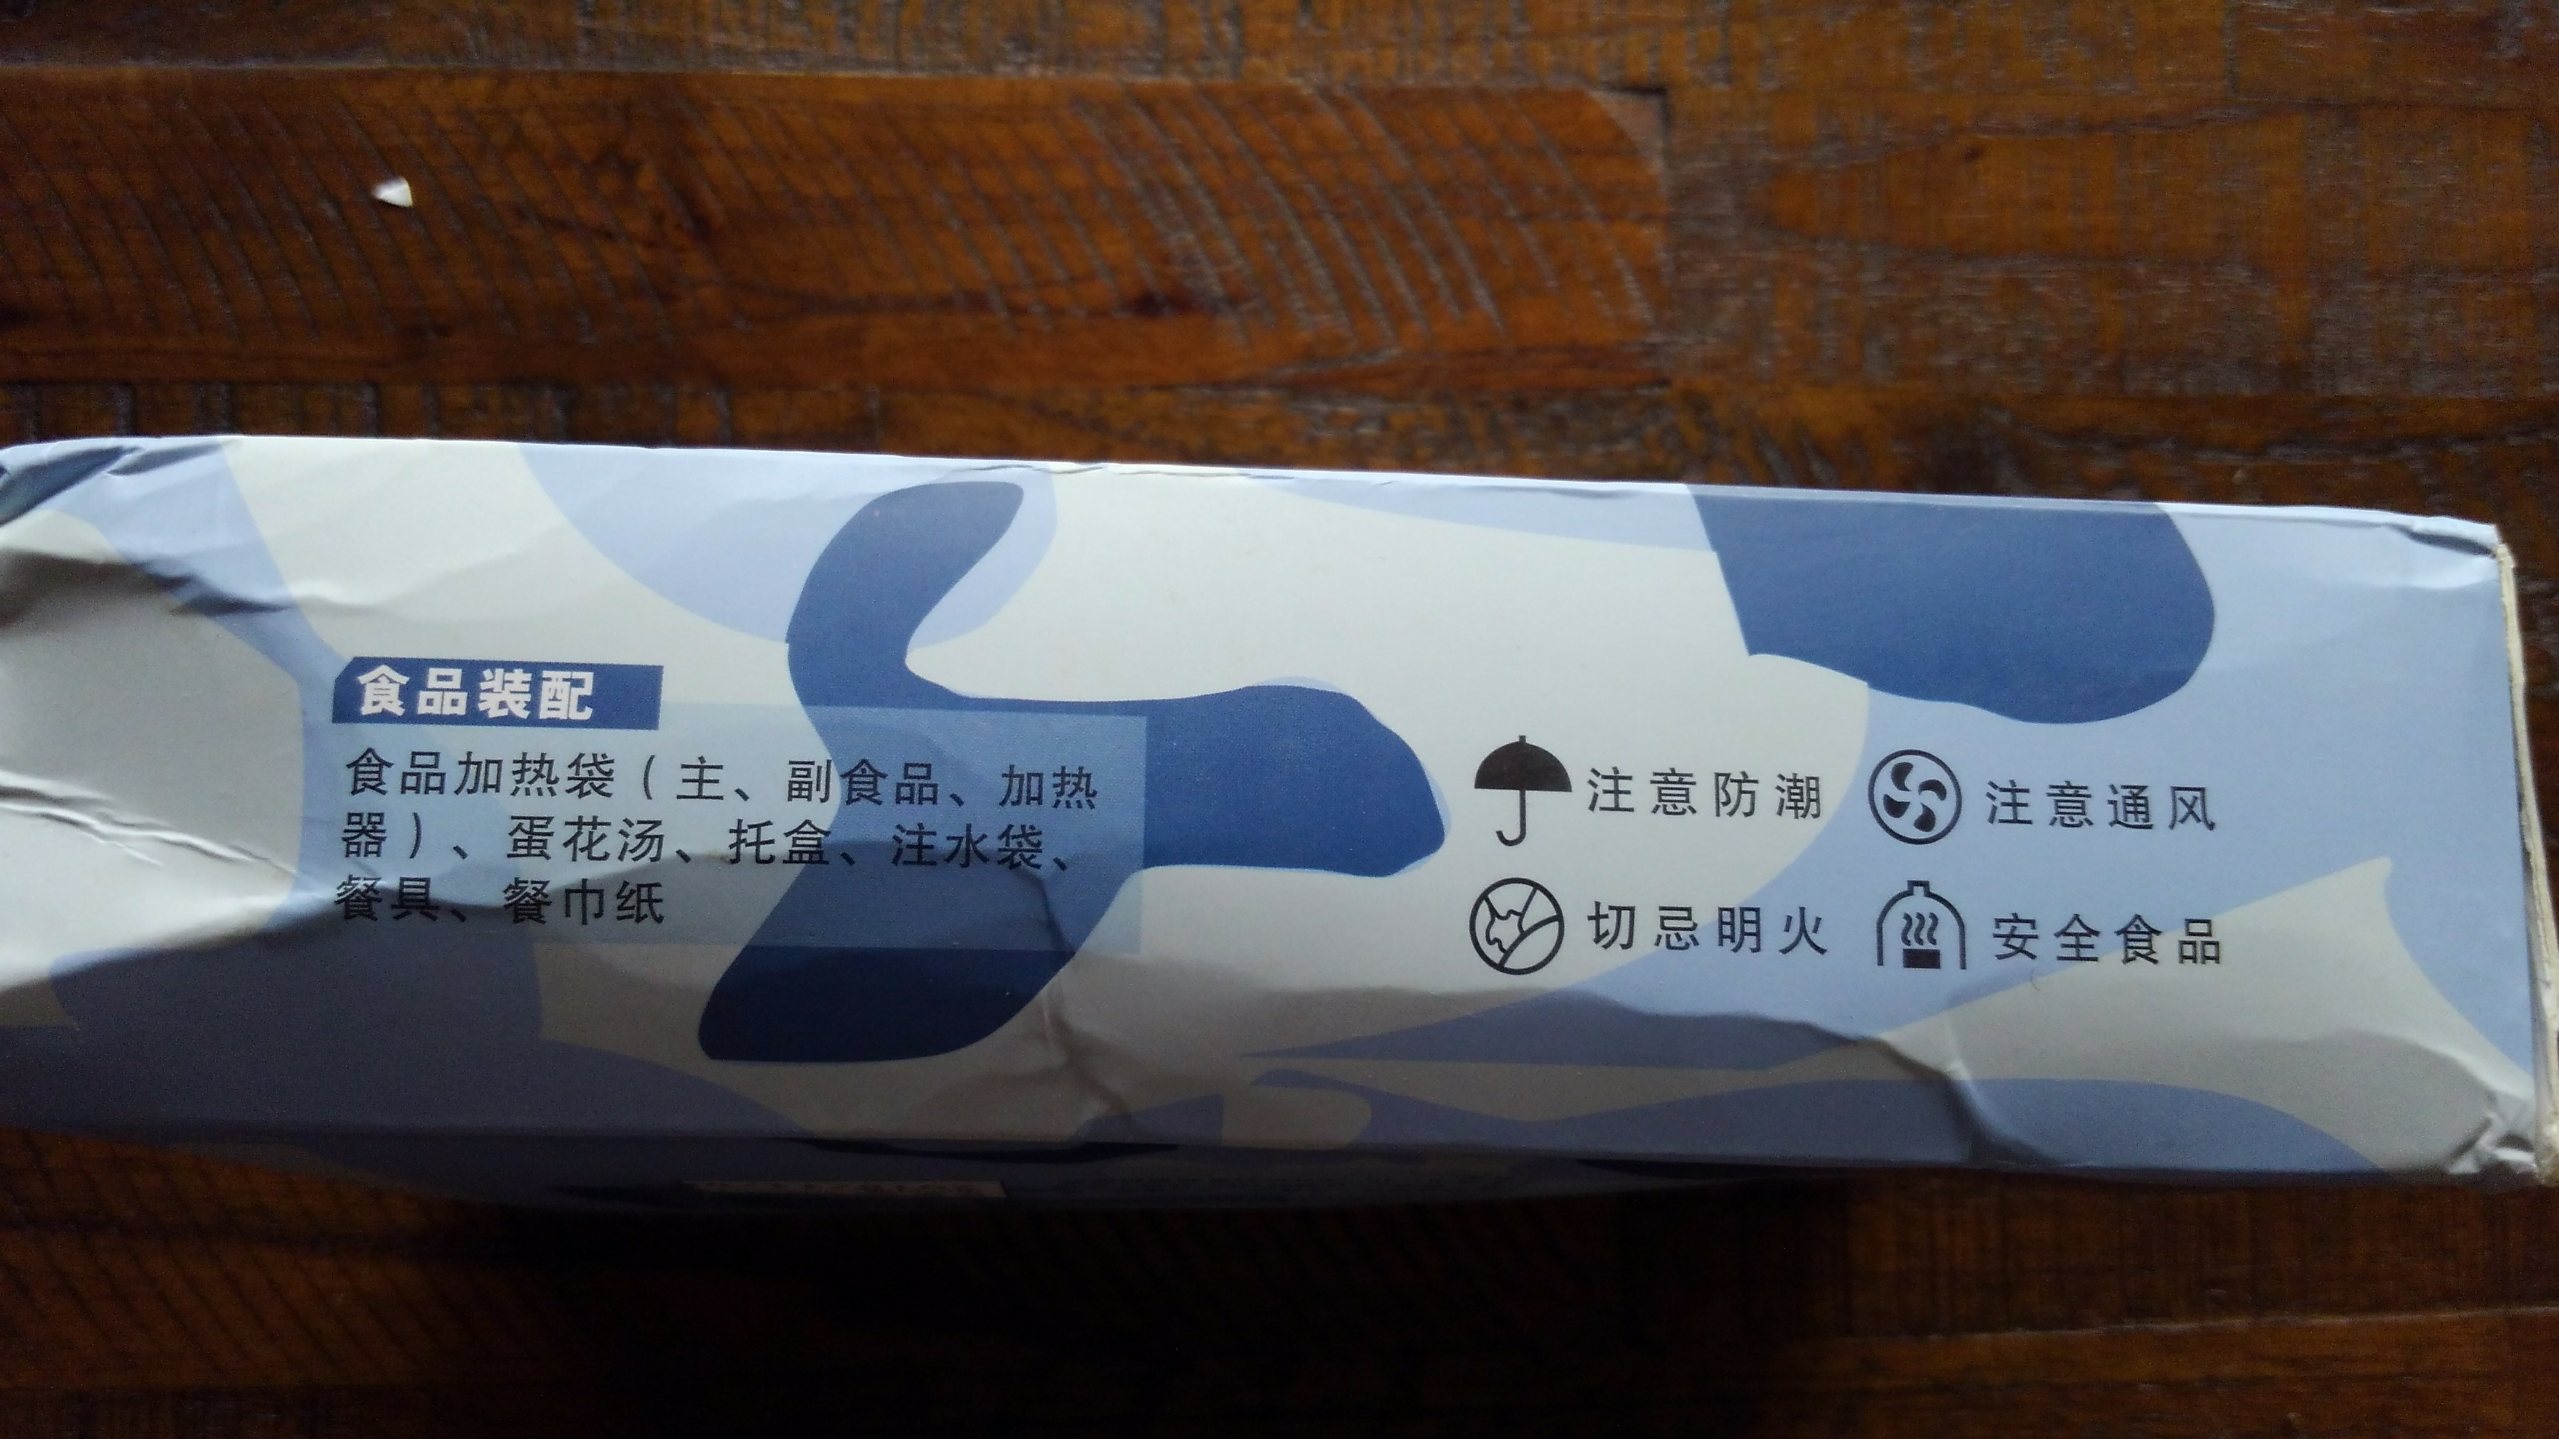 食品装配
食品加热袋(主、副食品、加热
器)、蛋花汤、托盒、注水袋、
餐具、餐巾纸
注意防潮
注意通风
切忌明火
安全食品